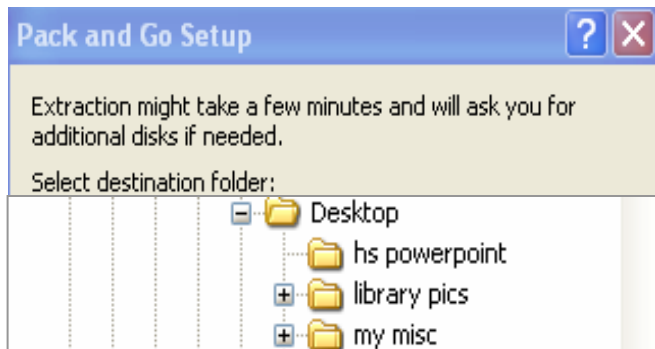 Pack and Go Setup
Extraction might take a few minutes and will ask you for
additional disks if needed.
Select destination folder:
Desktop
hs powerpoint
library pics
my misc